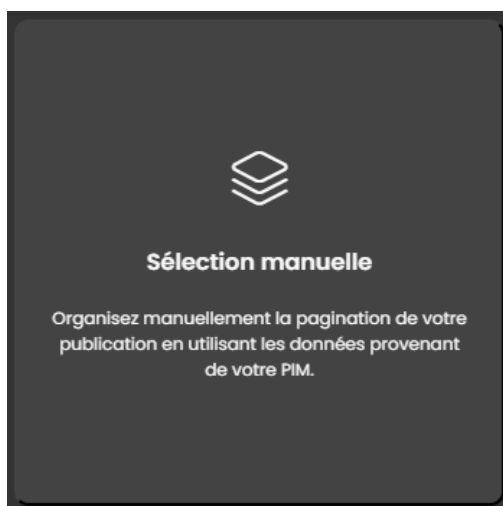 Sélection manuelle
Organisez manuellement la pagination de votre
publication en utilisant les données provenant
de votre PIM.